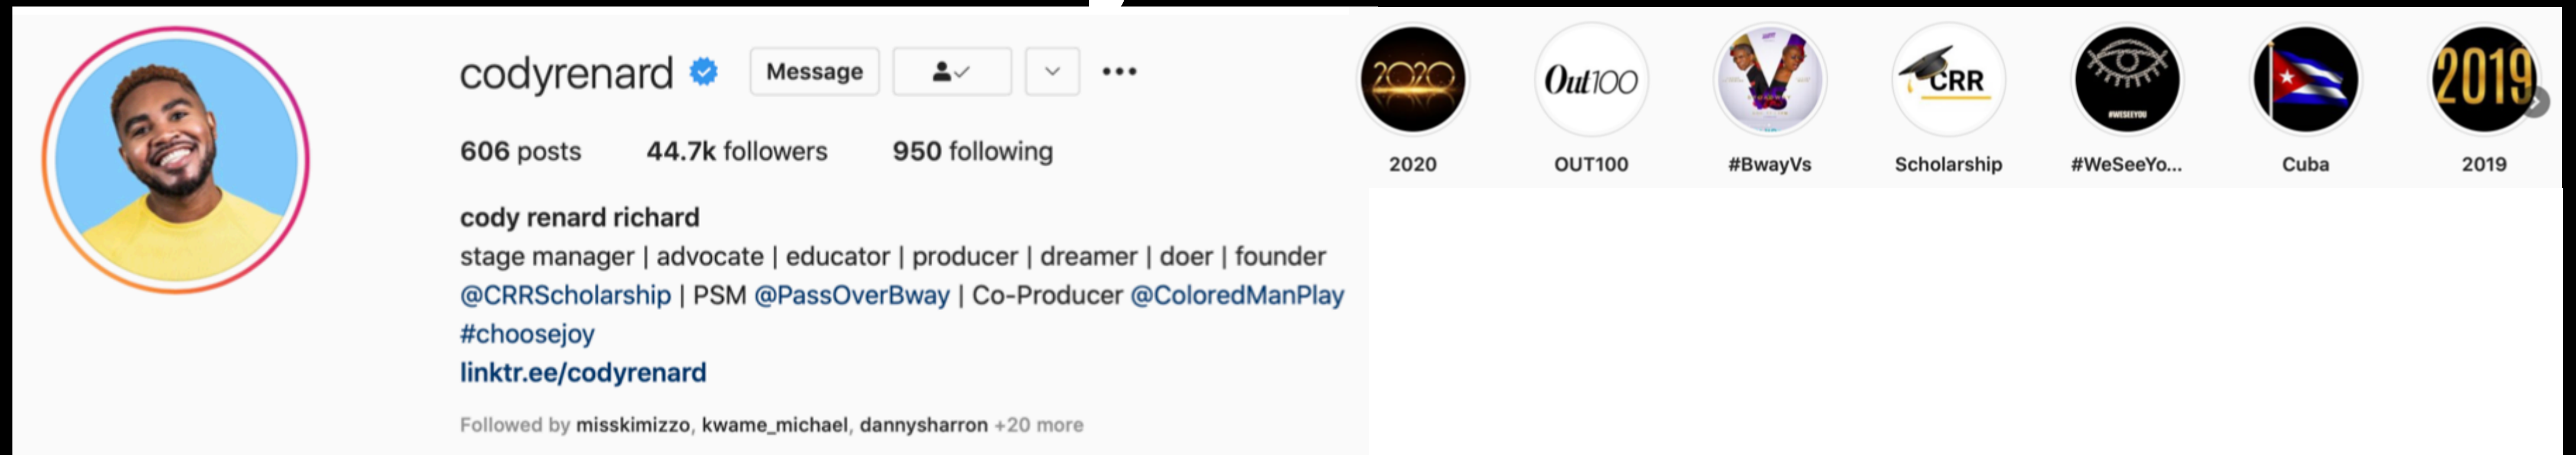 codyrenard
Message
606 posts 44.7k followers 950 following
cody renard richard
stage manager | advocate | educator | producer | dreamer | doer | founder
@CRRScholarship | PSM @PassOverBway | Co-Producer @ColoredManPlay
#choosejoy
linktr.ee/codyrenard
Followed by misskimizzo, kwame_michael, dannysharron +20 more
2020
Out100
V
CRR
#WESEEYOU
2019
2020
OUT100
#BwayVs
Scholarship
#WeSeeYo...
Cuba
2019